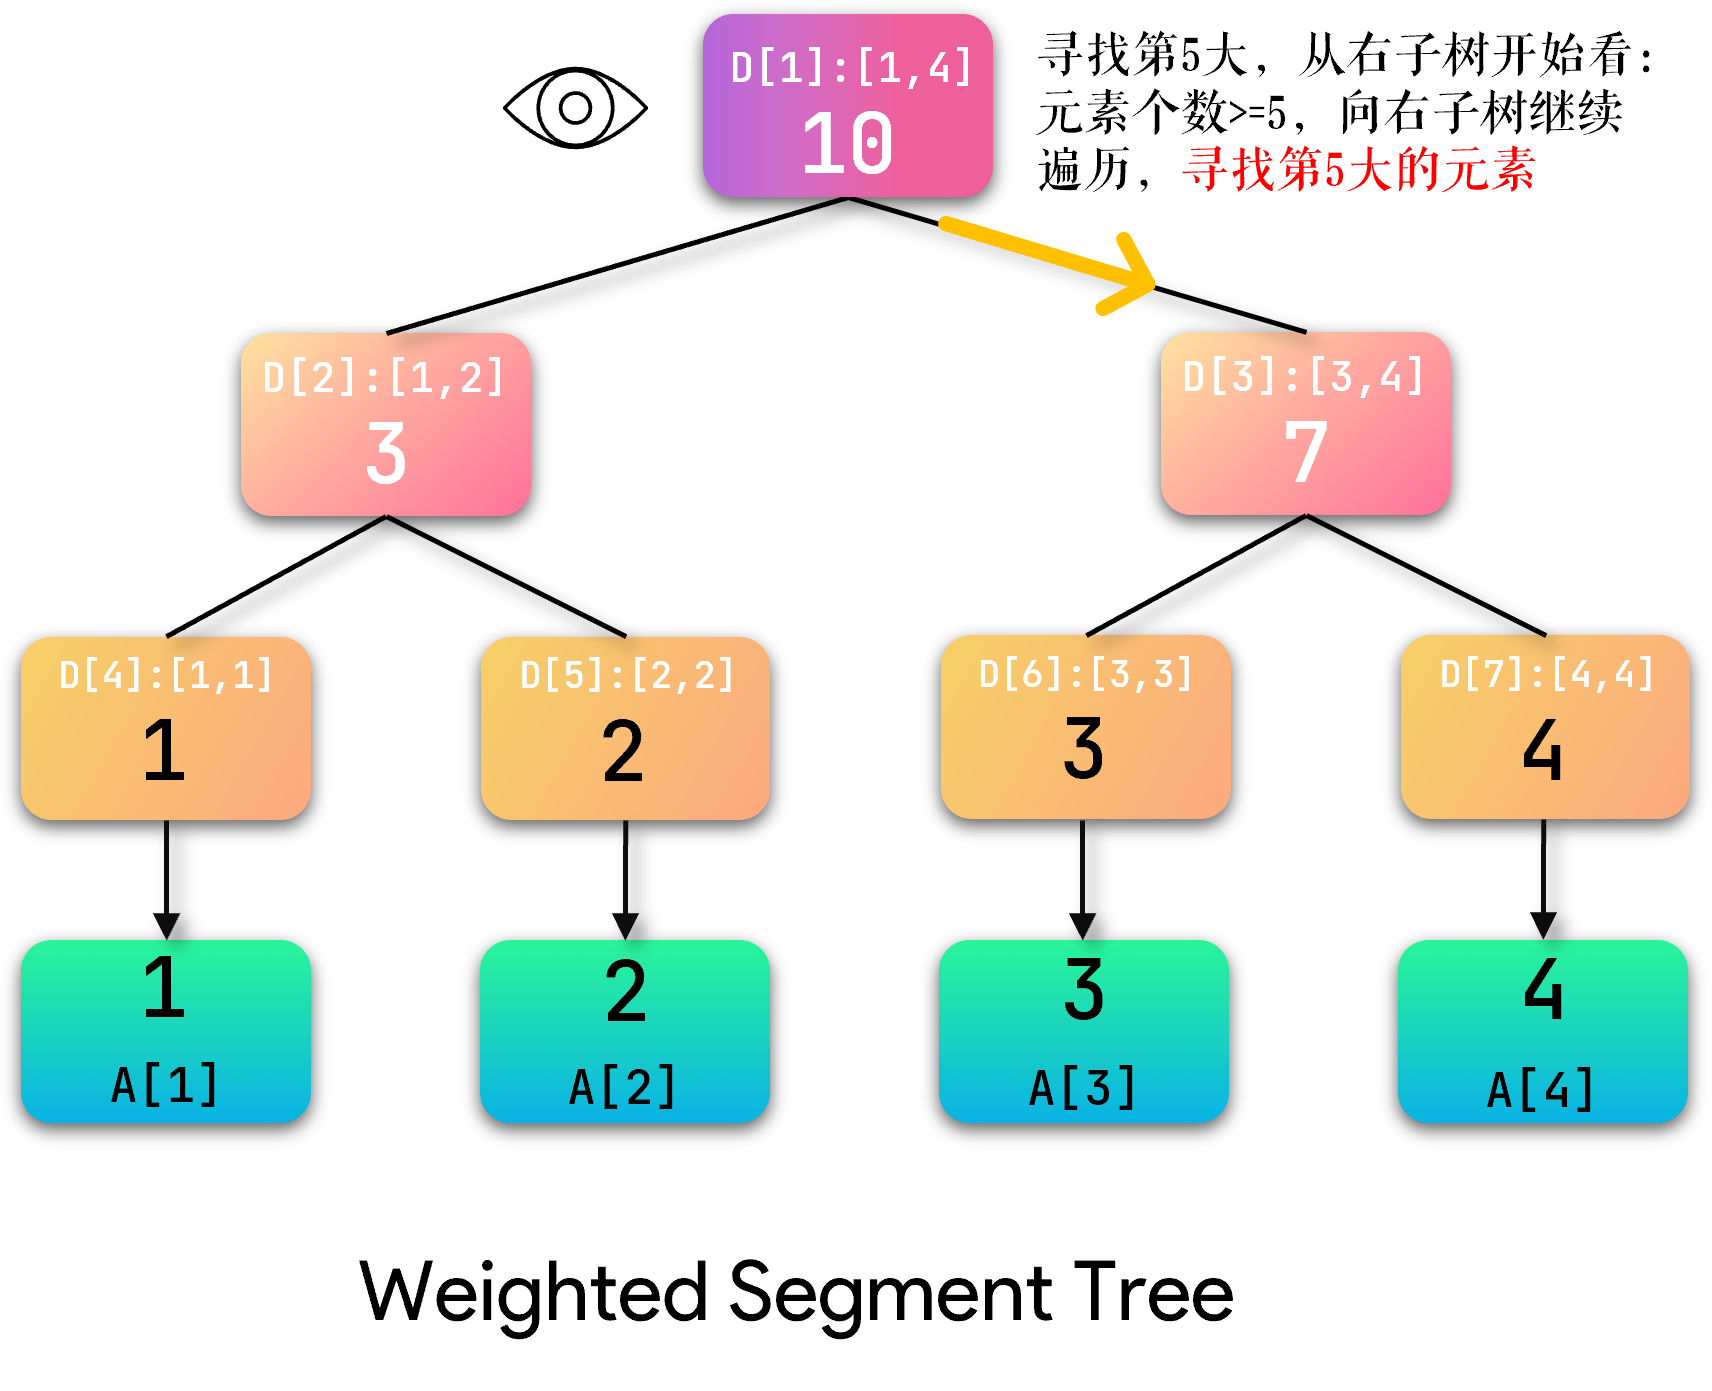 D[1]:[1,4]
10
寻找第5大，从右子树开始看：
元素个数>=5，向右子树继续
遍历，寻找第5大的元素
D[2]:[1,2]
3
D[3]:[3,4]
7
D[4]:[1,1]
1
D[5]:[2,2]
2
D[6]:[3,3]
3
D[7]:[4,4]
4
1
A[1]
2
A[2]
3
A[3]
4
A[4]
Weighted Segment Tree